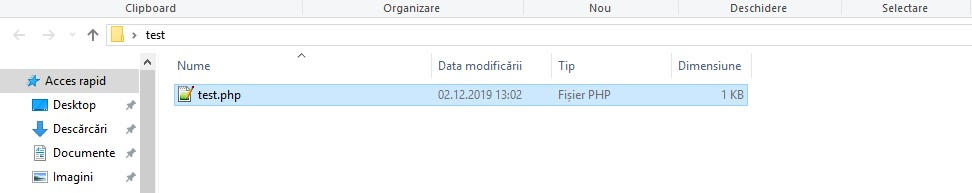 Clipboard Organizare Nou Deschidere Selectare
test
Nume Data modificării Tip Dimensiune
Acces rapid
test.php 02.12.2019 13:02 Fișier PHP 1 KB
Desktop
Descărcări
Documente
Imagini